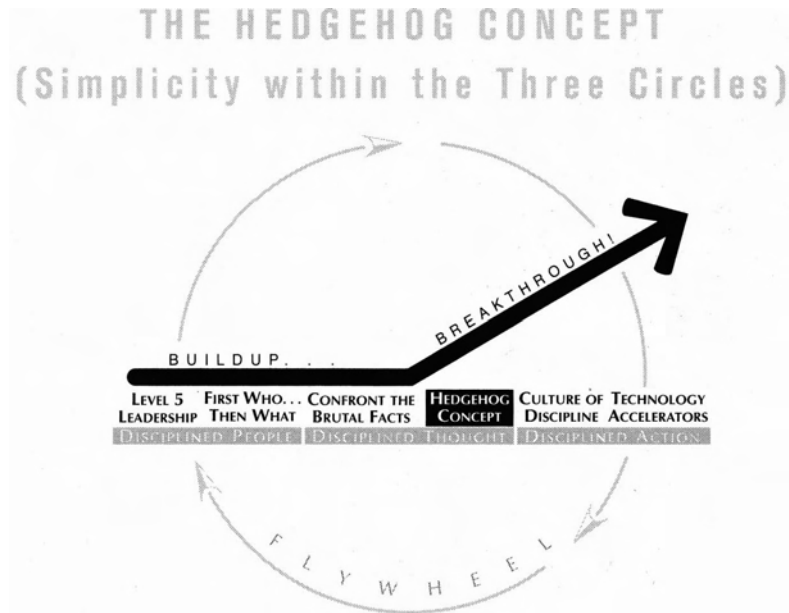 THE HEDGEHOG CONCEPT
(Simplicity within the Three Circles)
BREAKTHROUGH!
BUILDUP...
LEVEL 5 LEADERSHIP
FIRST WHO... THEN WHAT
CONFRONT THE BRUTAL FACTS
HEDGEHOG CONCEPT
CULTURE OF DISCIPLINE
TECHNOLOGY ACCELERATORS
DISCIPLINED PEOPLE
DISCIPLINED THOUGHT
DISCIPLINED ACTION
FLYWHEEL